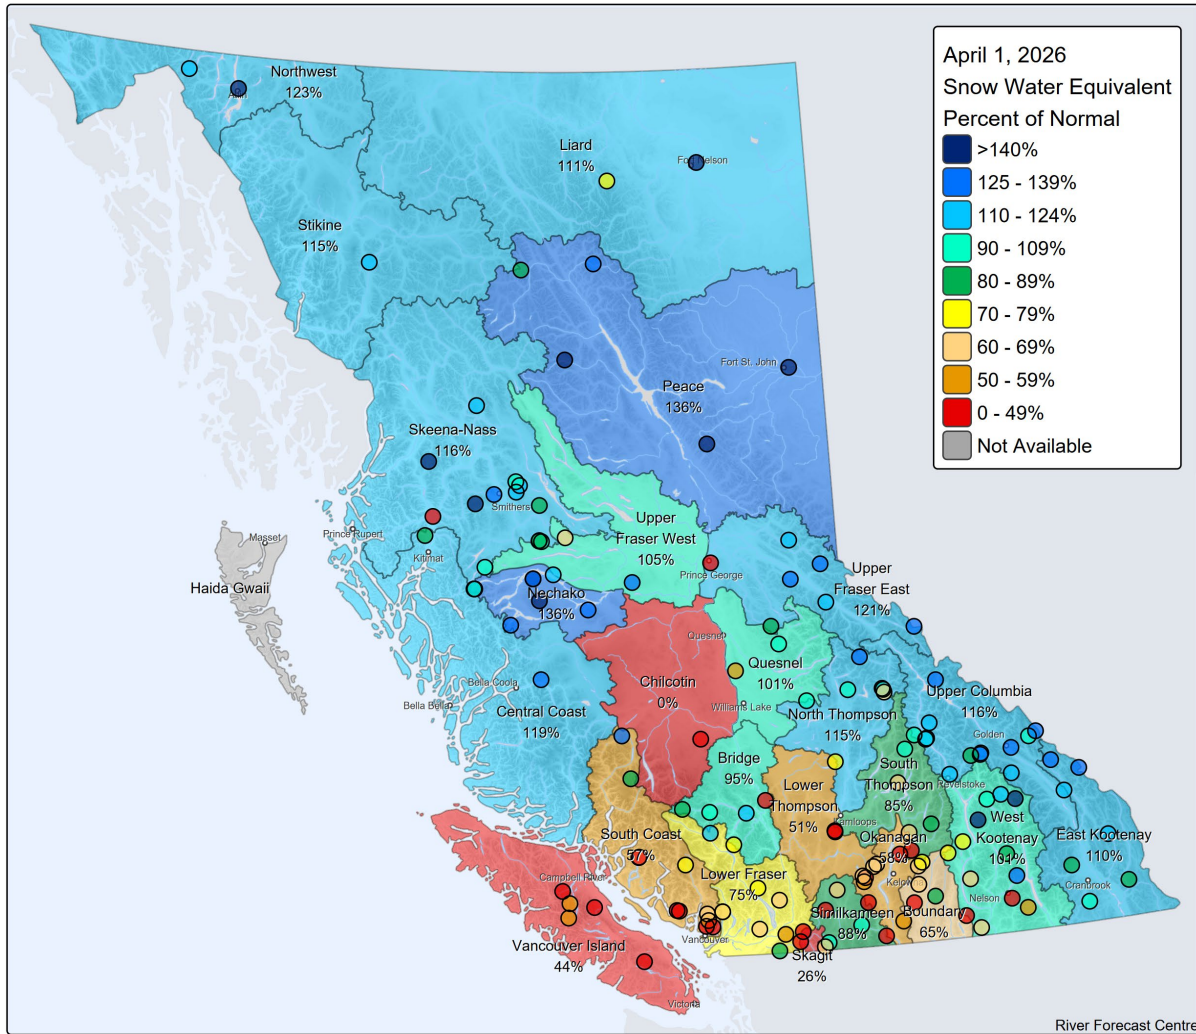 April 1, 2026
Snow Water Equivalent
Percent of Normal
>140%
125 - 139%
110 - 124%
90 - 109%
80 - 89%
70 - 79%
60 - 69%
50 - 59%
0 - 49%
Not Available
Northwest
123%
Atlin
Liard
111%
Fort Nelson
Stikine
115%
Fort St. John
Peace
136%
Skeena-Nass
116%
Smithers
Upper
Fraser West
105%
Masset
Prince Rupert
Kitimat
Prince George
Haida Gwaii
Nechako
136%
Upper
Fraser East
121%
Quesnel
Quesnel
101%
Chilcotin
0%
Bella Coola
Bella Bella
Williams Lake
Central Coast
119%
North Thompson
115%
Upper Columbia
116%
Golden
Bridge
95%
South
Thompson
85%
Revelstoke
Lower
Thompson
51%
Kamloops
West
Kootenay
101%
East Kootenay
110%
Cranbrook
South Coast
57%
Okanagan
58%
Kelowna
Campbell River
Lower Fraser
75%
Nelson
Similkameen
88%
Boundary
65%
Vancouver
Vancouver Island
44%
Skagit
26%
Victoria
River Forecast Centre